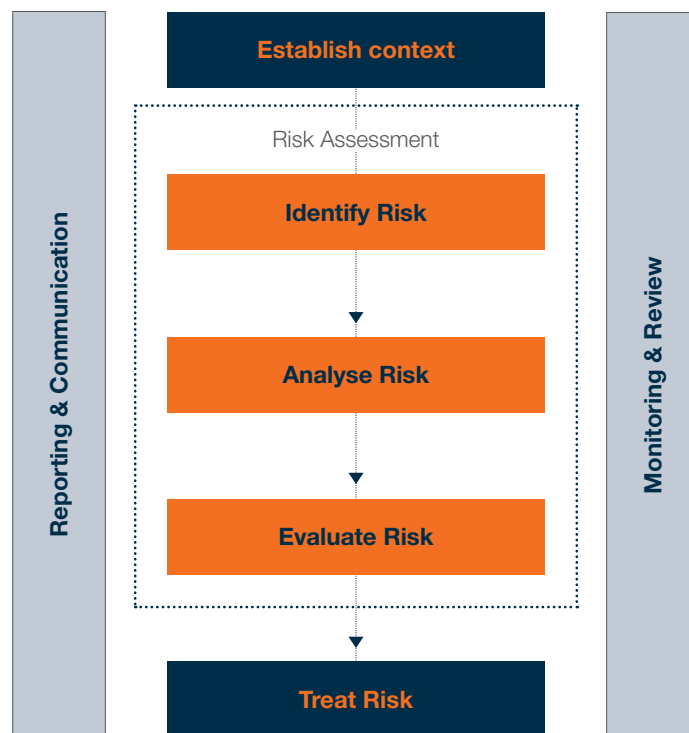 Establish context
Risk Assessment
Identify Risk
Analyse Risk
Evaluate Risk
Treat Risk
Reporting & Communication
Monitoring & Review